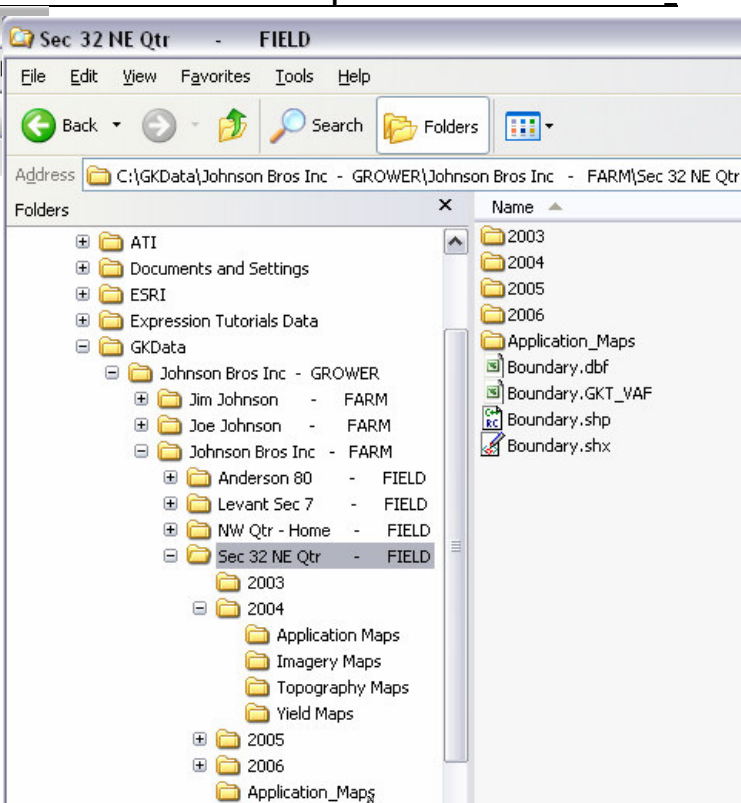 Sec 32 NE Qtr - FIELD
File Edit View Favorites Tools Help
Back Search Folders
Address C:\GKData\Johnson Bros Inc - GROWER\Johnson Bros Inc - FARM\Sec 32 NE Qtr
Folders x Name
ATI
Documents and Settings
ESRI
Expression Tutorials Data
GKData
Johnson Bros Inc - GROWER
Jim Johnson - FARM
Joe Johnson - FARM
Johnson Bros Inc - FARM
Anderson 80 - FIELD
Levant Sec 7 - FIELD
NW Qtr - Home - FIELD
Sec 32 NE Qtr - FIELD
2003
2004
Application Maps
Imagery Maps
Topography Maps
Yield Maps
2005
2006
Application_Maps
2003
2004
2005
2006
Application_Maps
Boundary.dbf
Boundary.GKT_VAF
Boundary.shp
Boundary.shx